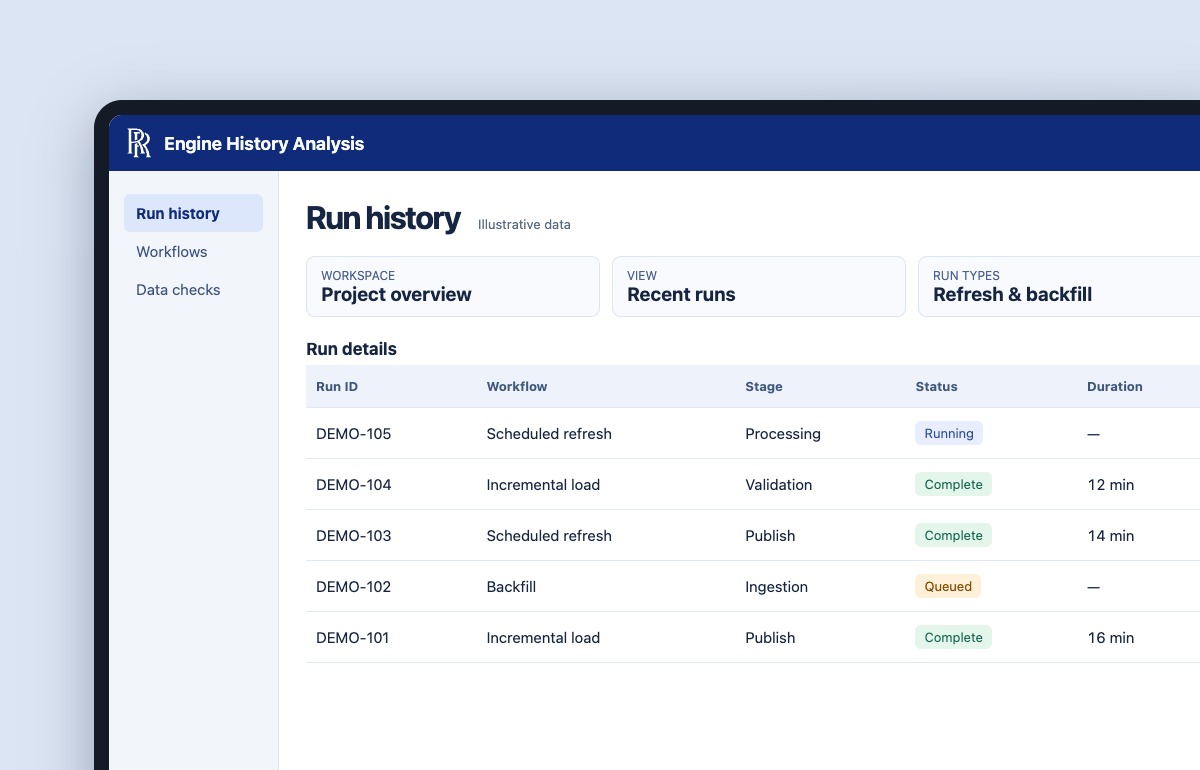 RR Engine History Analysis
Run history
Workflows
Data checks
Run history Illustrative data
WORKSPACE
Project overview
VIEW
Recent runs
RUN TYPES
Refresh & backfill
Run details
Run ID Workflow Stage Status Duration
DEMO-105 Scheduled refresh Processing Running —
DEMO-104 Incremental load Validation Complete 12 min
DEMO-103 Scheduled refresh Publish Complete 14 min
DEMO-102 Backfill Ingestion Queued —
DEMO-101 Incremental load Publish Complete 16 min